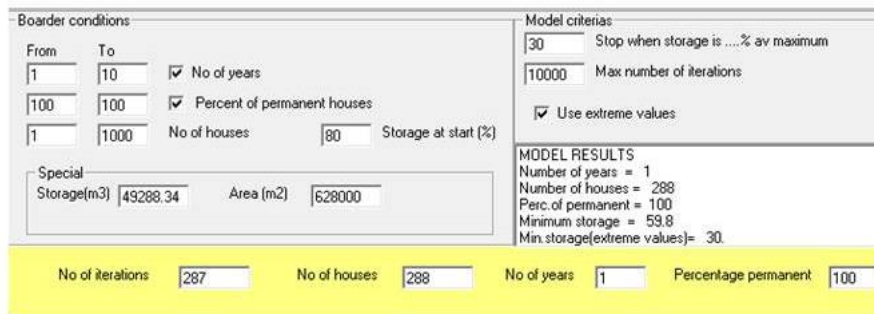 Boarder conditions
From To
1 10 No of years
100 100 Percent of permanent houses
1 1000 No of houses 80 Storage at start (%)
Special
Storage(m3) 49288.34 Area (m2) 628000
Model criterias
30 Stop when storage is ....% av maximum
10000 Max number of iterations
Use extreme values
MODEL RESULTS
Number of years = 1
Number of houses = 288
Perc.of permanent = 100
Minimum storage = 59.8
Min.storage(extreme values)= 30.
No of iterations 287 No of houses 288 No of years 1 Percentage permanent 100